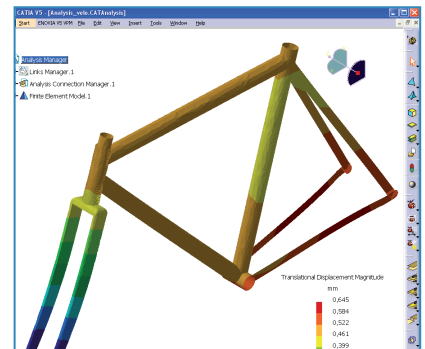 CATIA V5 - [Analysis_velo.CATAnalysis]
Start ENOVIA V5 VPM File Edit View Insert Tools Window Help
Analysis Manager
Links Manager.1
Analysis Connection Manager.1
Finite Element Model.1
Translational Displacement Magnitude
mm
0,645
0,584
0,522
0,461
0,399